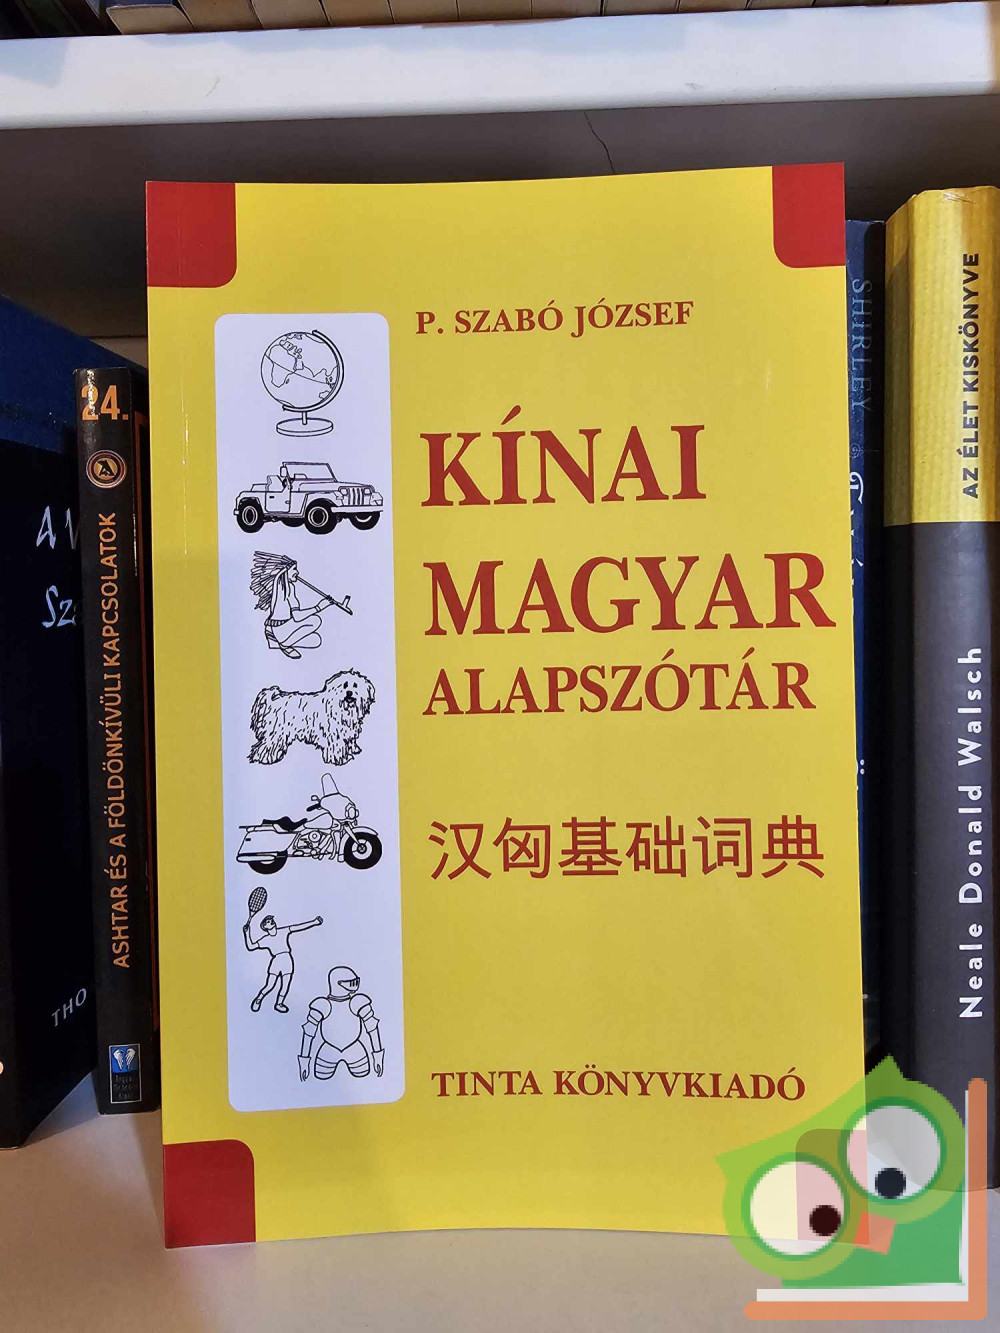 P. SZABÓ JÓZSEF
KÍNAI
MAGYAR
ALAPSZÓTÁR
汉匈基础词典
TINTA KÖNYVKIADÓ
24.
ASHTAR ÉS A FÖLDÖNKÍVÜLI KAPCSOLATOK
THO
SHIRLEY
AZ ÉLET KISKÖNYVE
Neale Donald Walsch